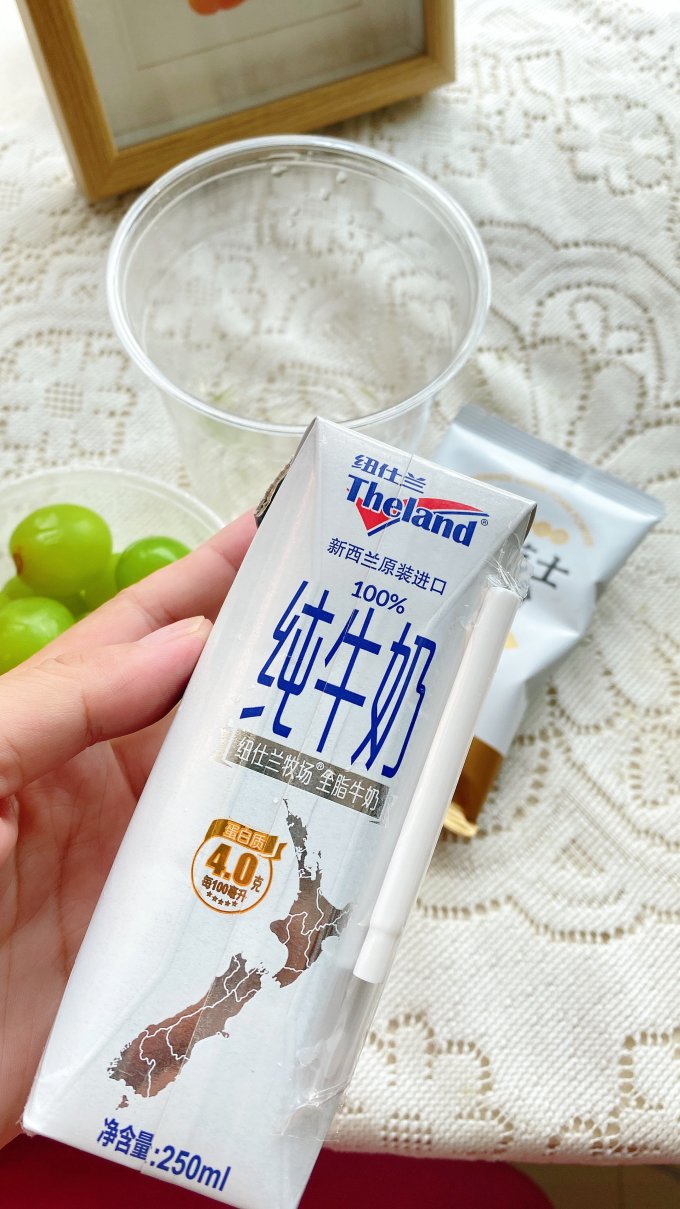 纽仕兰
Theland®
新西兰原装进口
100%
纯牛奶
纽仕兰牧场®全脂牛奶
蛋白质
4.0克
每100毫升
净含量:250ml
士